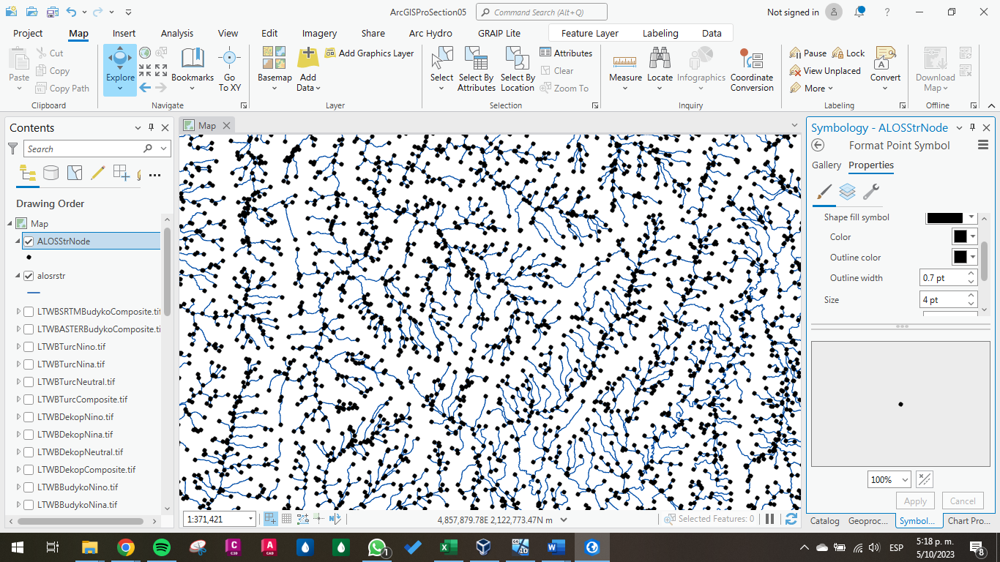 ArcGISProSection05
Command Search (Alt+Q)
Not signed in
?
Project
Map
Insert
Analysis
View
Edit
Imagery
Share
Arc Hydro
GRAIP Lite
Feature Layer
Labeling
Data
Paste
Cut
Copy
Copy Path
Clipboard
Explore
Bookmarks
Go
To XY
Navigate
Basemap
Add
Data
Add Graphics Layer
Layer
Select
Select By
Attributes
Select By
Location
Attributes
Clear
Zoom To
Selection
Measure
Locate
Infographics
Coordinate
Conversion
Inquiry
Pause
Lock
View Unplaced
More
Convert
Labeling
Download
Map
Offline
Contents
Search
Drawing Order
Map
ALOSStrNode
alosrstr
LTWBSRTMBudykoComposite.tif
LTWBASTERBudykoComposite.ti
LTWBTurcNino.tif
LTWBTurcNina.tif
LTWBTurcNeutral.tif
LTWBTurcComposite.tif
LTWBDekopNino.tif
LTWBDekopNina.tif
LTWBDekopNeutral.tif
LTWBDekopComposite.tif
LTWBBudykoNino.tif
LTWBBudykoNina.tif
Map
1:371,421
4,857,879.78E 2,122,773.47N m
Selected Features: 0
Symbology - ALOSStrNode
Format Point Symbol
Gallery
Properties
Shape fill symbol
Color
Outline color
Outline width
0.7 pt
Size
4 pt
100%
Apply
Cancel
Catalog
Geoproc...
Symbol...
Chart Pro...
ESP
5:18 p. m.
5/10/2023
8